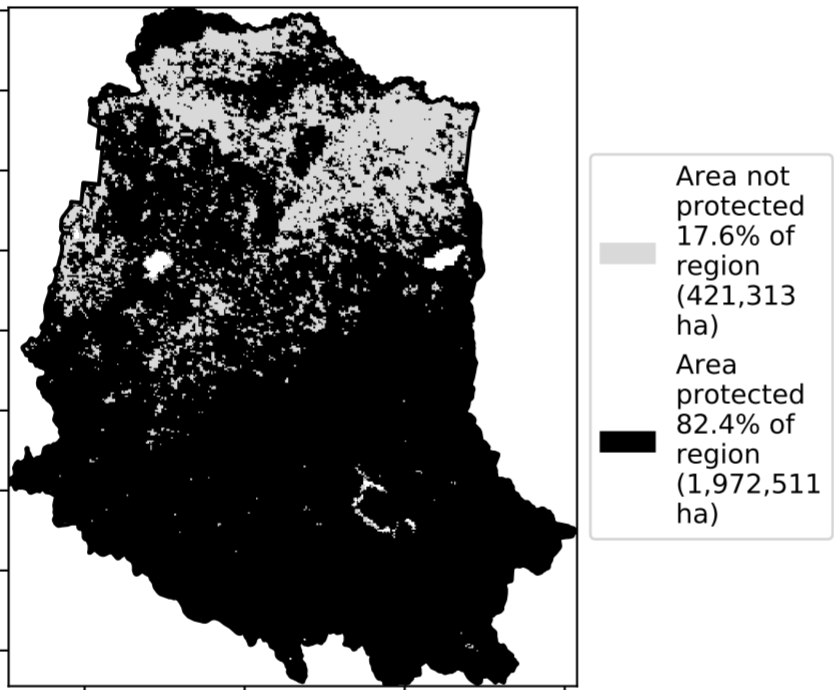 Area not
protected
17.6% of
region
(421,313
ha)
Area
protected
82.4% of
region
(1,972,511
ha)